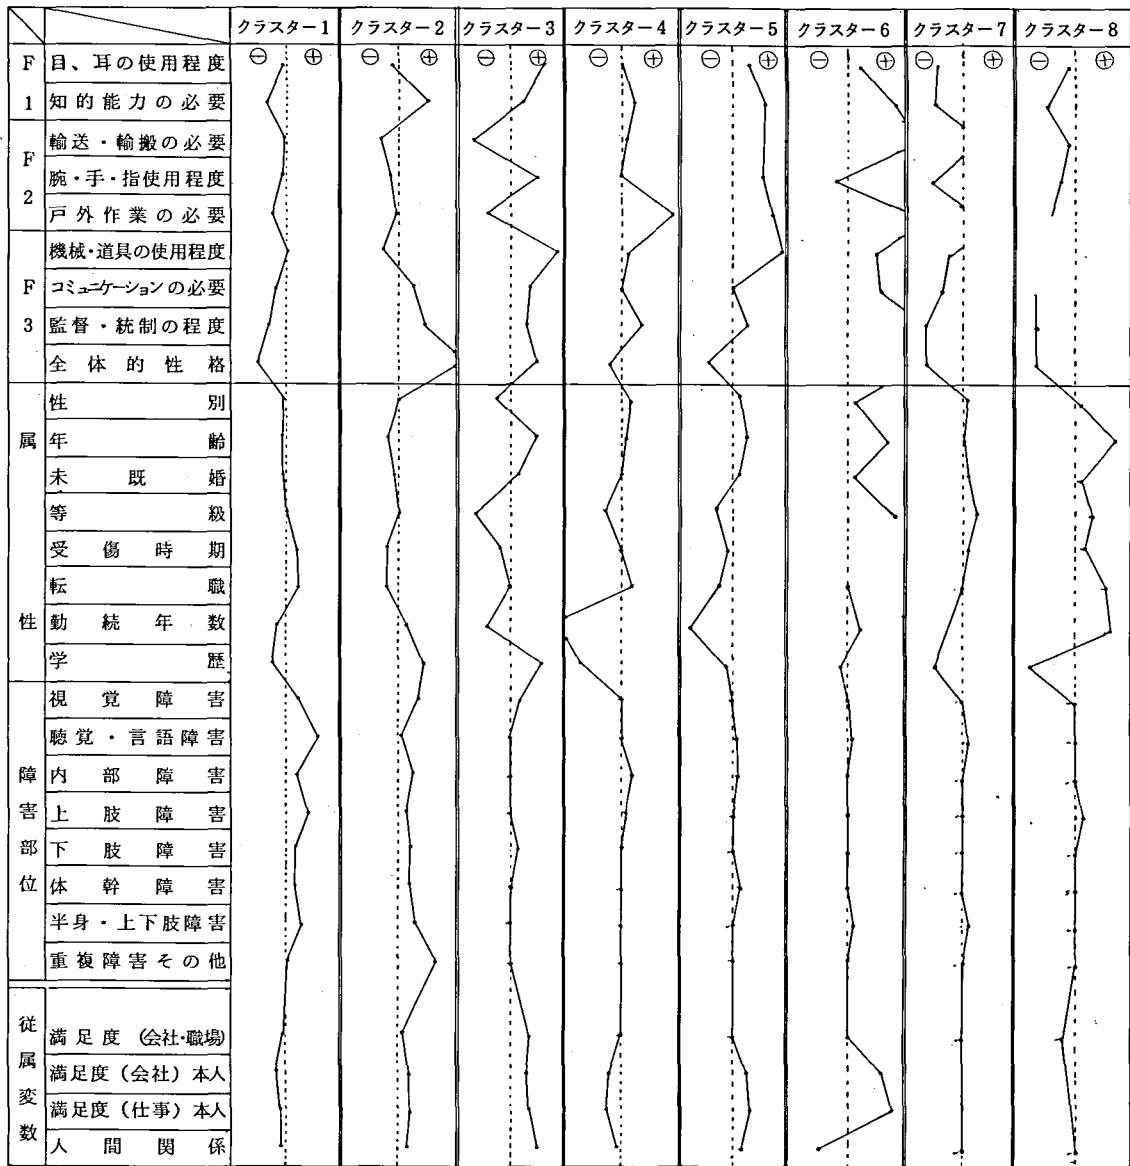 クラスター1 クラスター2 クラスター3 クラスター4 クラスター5 クラスター6 クラスター7 クラスター8
⊖ ⊕ ⊖ ⊕ ⊖ ⊕ ⊖ ⊕ ⊖ ⊕ ⊖ ⊕ ⊖ ⊕ ⊖ ⊕
F1
目、耳の使用程度
知的能力の必要
F2
輸送・輸搬の必要
腕・手・指使用程度
戸外作業の必要
F3
機械・道具の使用程度
コミュニケーションの必要
監督・統制の程度
全体的性格
属性
性別
年齢
未既婚
等級
受傷時期
転職
勤続年数
学歴
障害部位
視覚障害
聴覚・言語障害
内部障害
上肢障害
下肢障害
体幹障害
半身・上下肢障害
重複障害その他
従属変数
満足度(会社・職場)
満足度(会社)本人
満足度(仕事)本人
人間関係